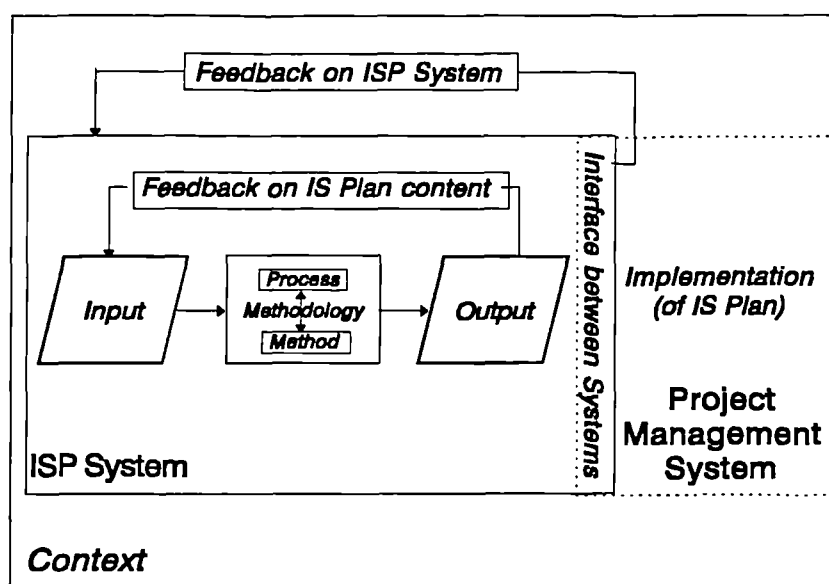 Feedback on ISP System
Feedback on IS Plan content
Input
Process
Methodology
Method
Output
Interface between Systems
Implementation
(of IS Plan)
Project
Management
System
ISP System
Context